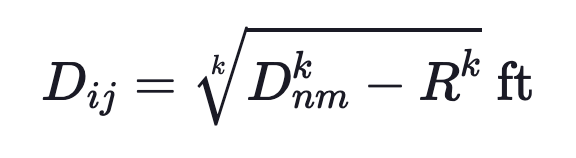 $D_{ij} = \sqrt[k]{D_{nm}^{k} - R^{k}}$ ft